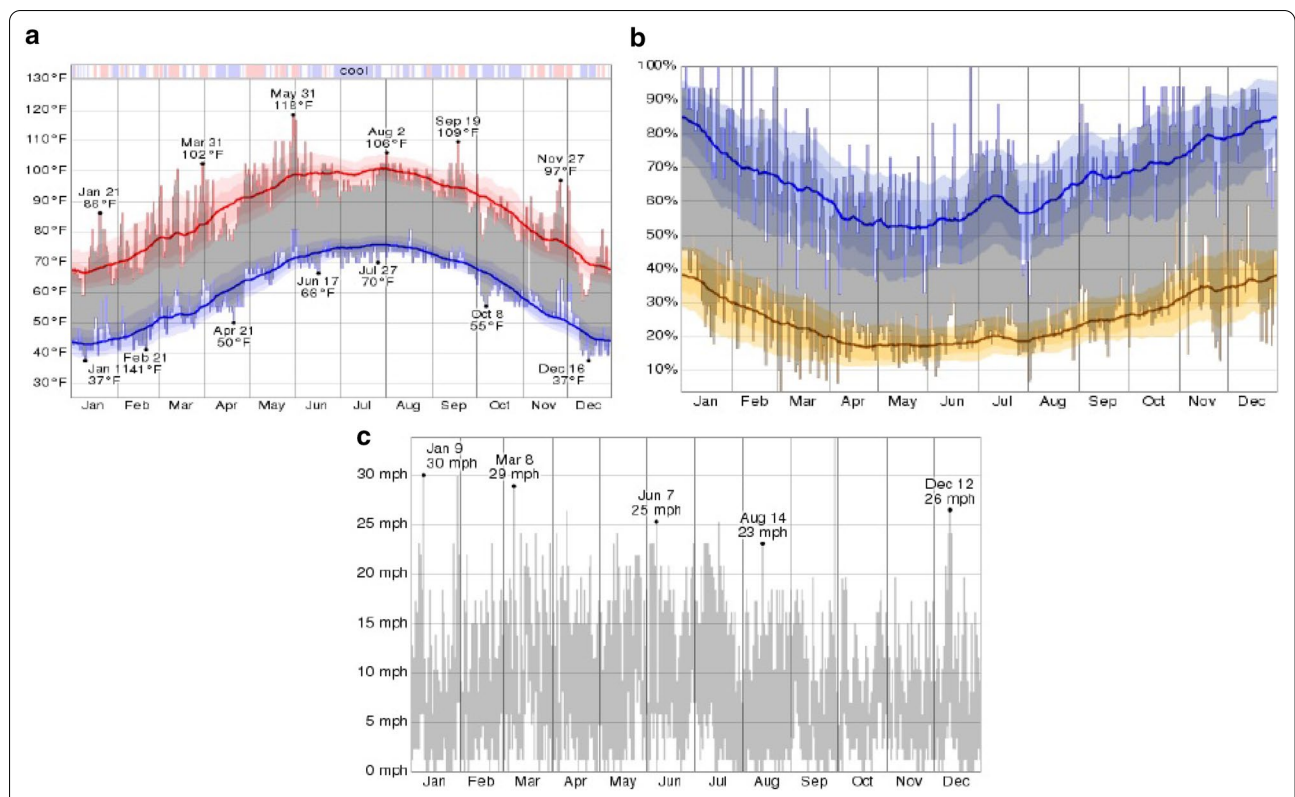 a
cool
130°F
120°F
110°F
100°F
90°F
80°F
70°F
60°F
50°F
40°F
30°F
Jan 21
86°F
Mar 31
102°F
May 31
118°F
Aug 2
106°F
Sep 19
109°F
Nov 27
97°F
Jan 11
37°F
Feb 21
41°F
Apr 21
50°F
Jun 17
66°F
Jul 27
70°F
Oct 8
55°F
Dec 16
37°F
Jan Feb Mar Apr May Jun Jul Aug Sep Oct Nov Dec
b
100%
90%
80%
70%
60%
50%
40%
30%
20%
10%
Jan Feb Mar Apr May Jun Jul Aug Sep Oct Nov Dec
c
30 mph
25 mph
20 mph
15 mph
10 mph
5 mph
0 mph
Jan 9
30 mph
Mar 8
29 mph
Jun 7
25 mph
Aug 14
23 mph
Dec 12
26 mph
Jan Feb Mar Apr May Jun Jul Aug Sep Oct Nov Dec